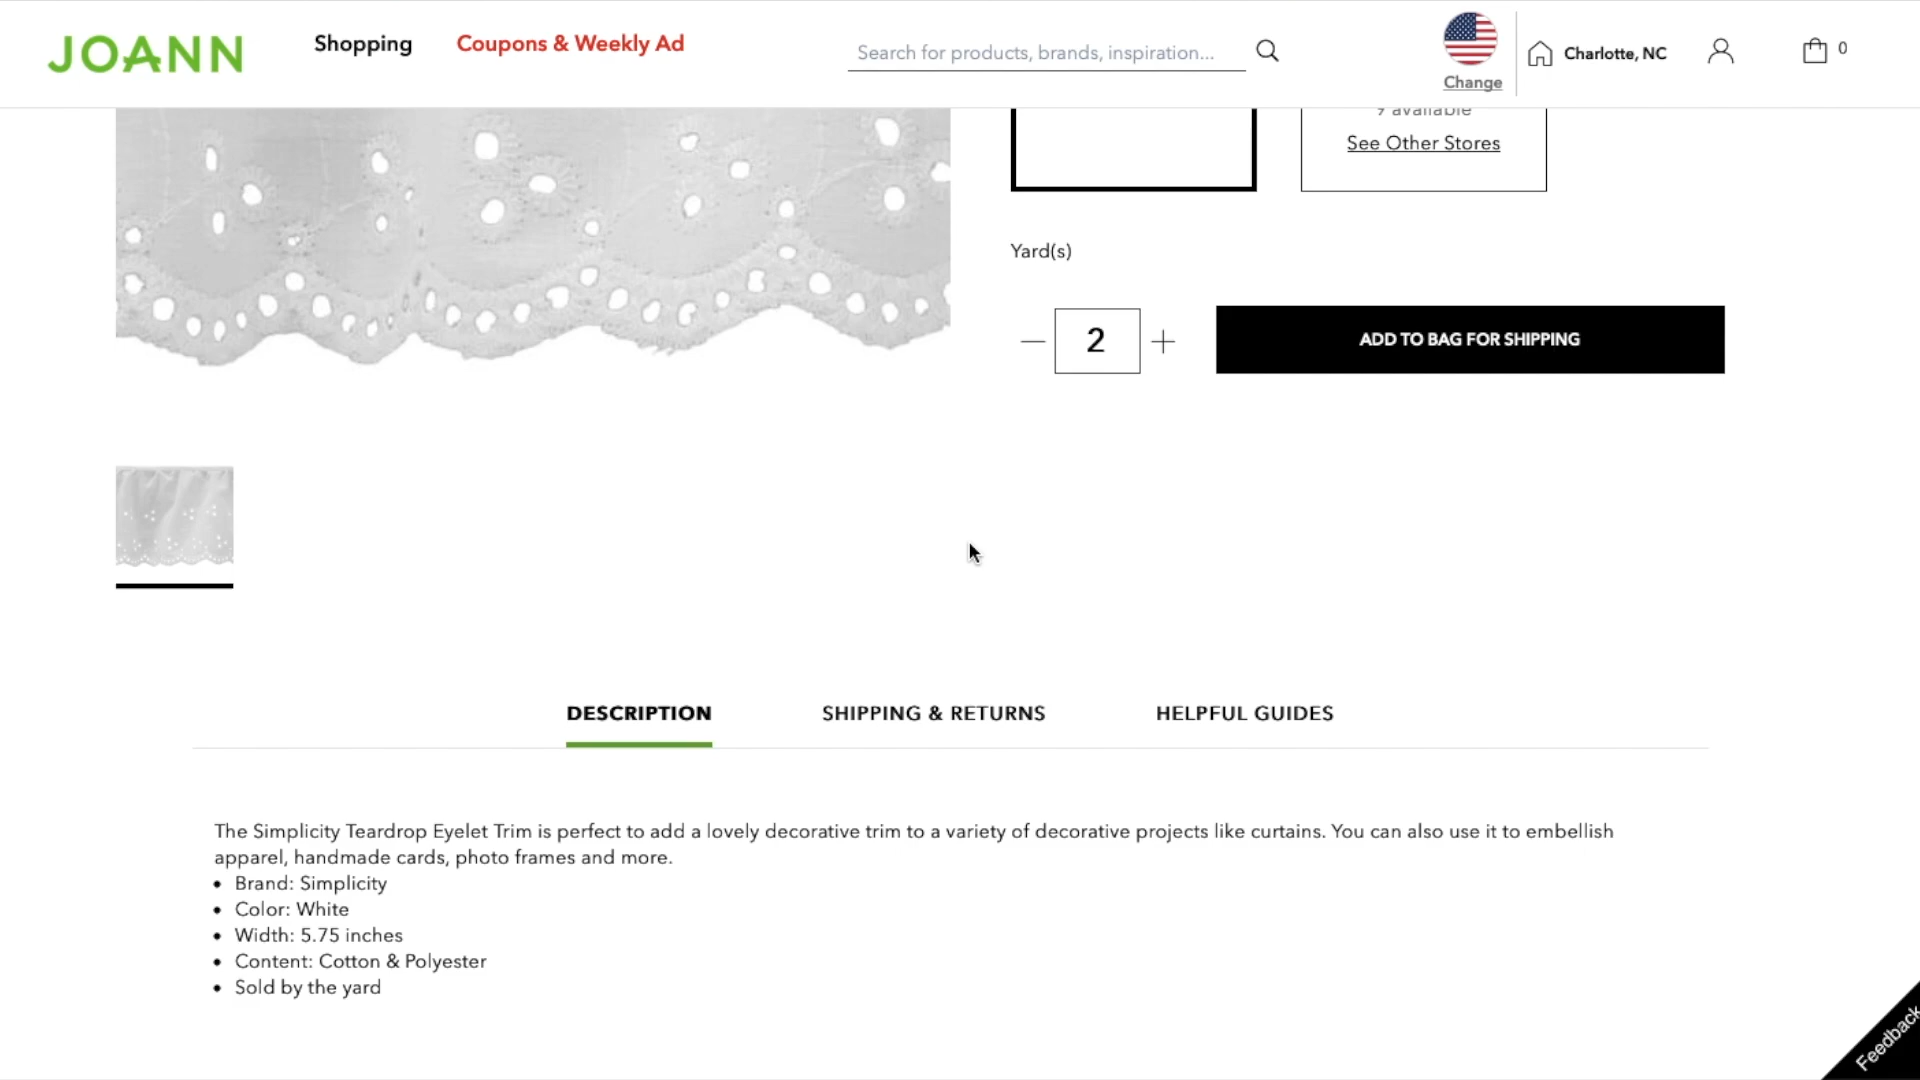 JOANN
Shopping
Coupons & Weekly Ad
Search for products, brands, inspiration...
Change
Charlotte, NC
0
9 available
See Other Stores
Yard(s)
2
ADD TO BAG FOR SHIPPING
DESCRIPTION
SHIPPING & RETURNS
HELPFUL GUIDES
The Simplicity Teardrop Eyelet Trim is perfect to add a lovely decorative trim to a variety of decorative projects like curtains. You can also use it to embellish
apparel, handmade cards, photo frames and more.
• Brand: Simplicity
• Color: White
• Width: 5.75 inches
• Content: Cotton & Polyester
• Sold by the yard
Feedback